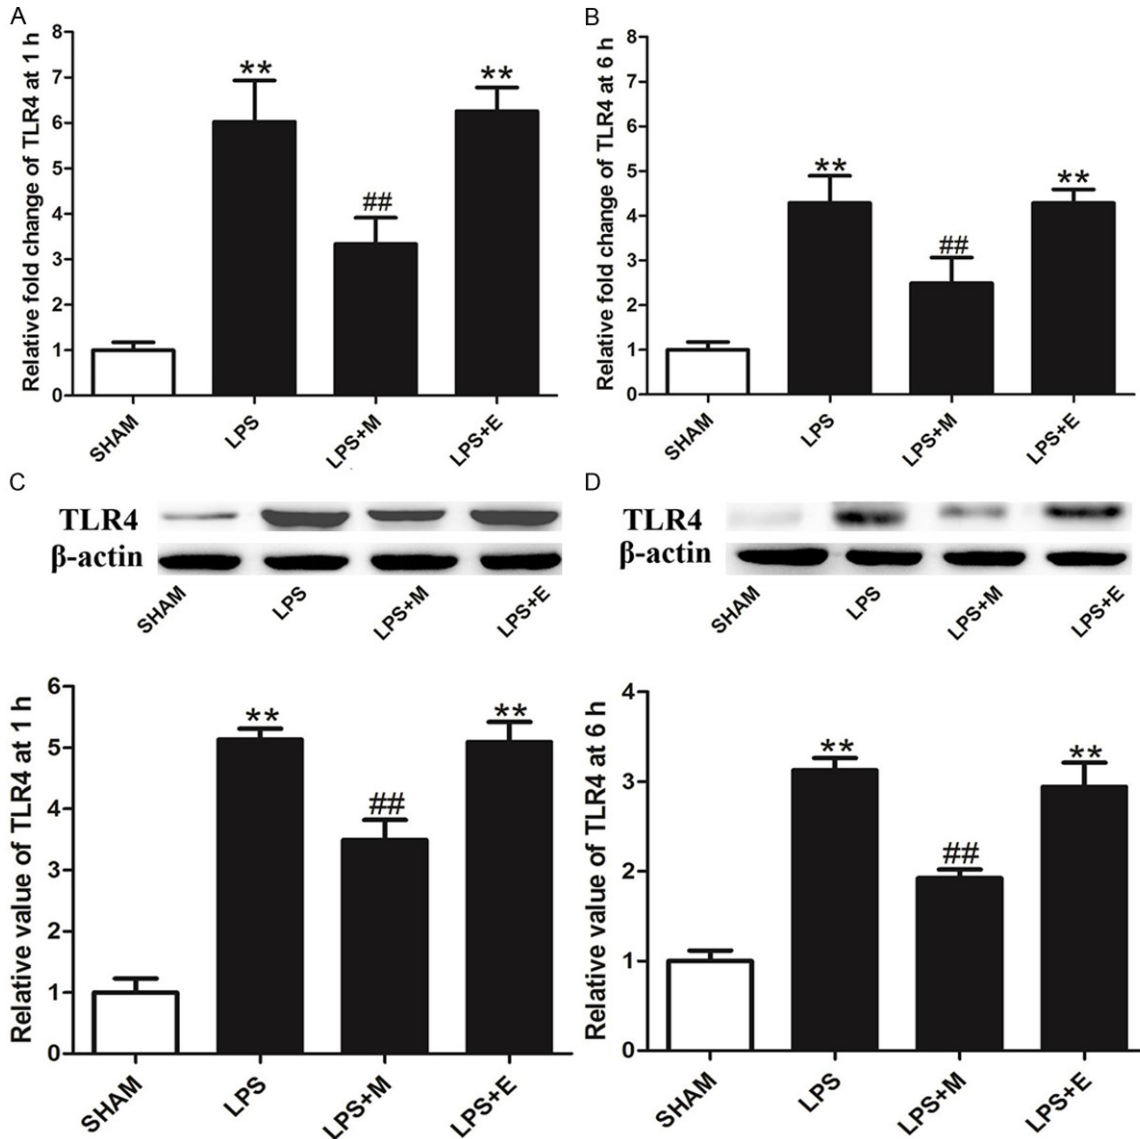 A
Relative fold change of TLR4 at 1 h
8
7
6
5
4
3
2
1
0
**
##
**
SHAM
LPS
LPS+M
LPS+E
B
Relative fold change of TLR4 at 6 h
8
7
6
5
4
3
2
1
0
**
##
**
SHAM
LPS
LPS+M
LPS+E
C
TLR4
β-actin
SHAM
LPS
LPS+M
LPS+E
Relative value of TLR4 at 1 h
6
5
4
3
2
1
0
**
##
**
SHAM
LPS
LPS+M
LPS+E
D
TLR4
β-actin
SHAM
LPS
LPS+M
LPS+E
Relative value of TLR4 at 6 h
4
3
2
1
0
**
##
**
SHAM
LPS
LPS+M
LPS+E